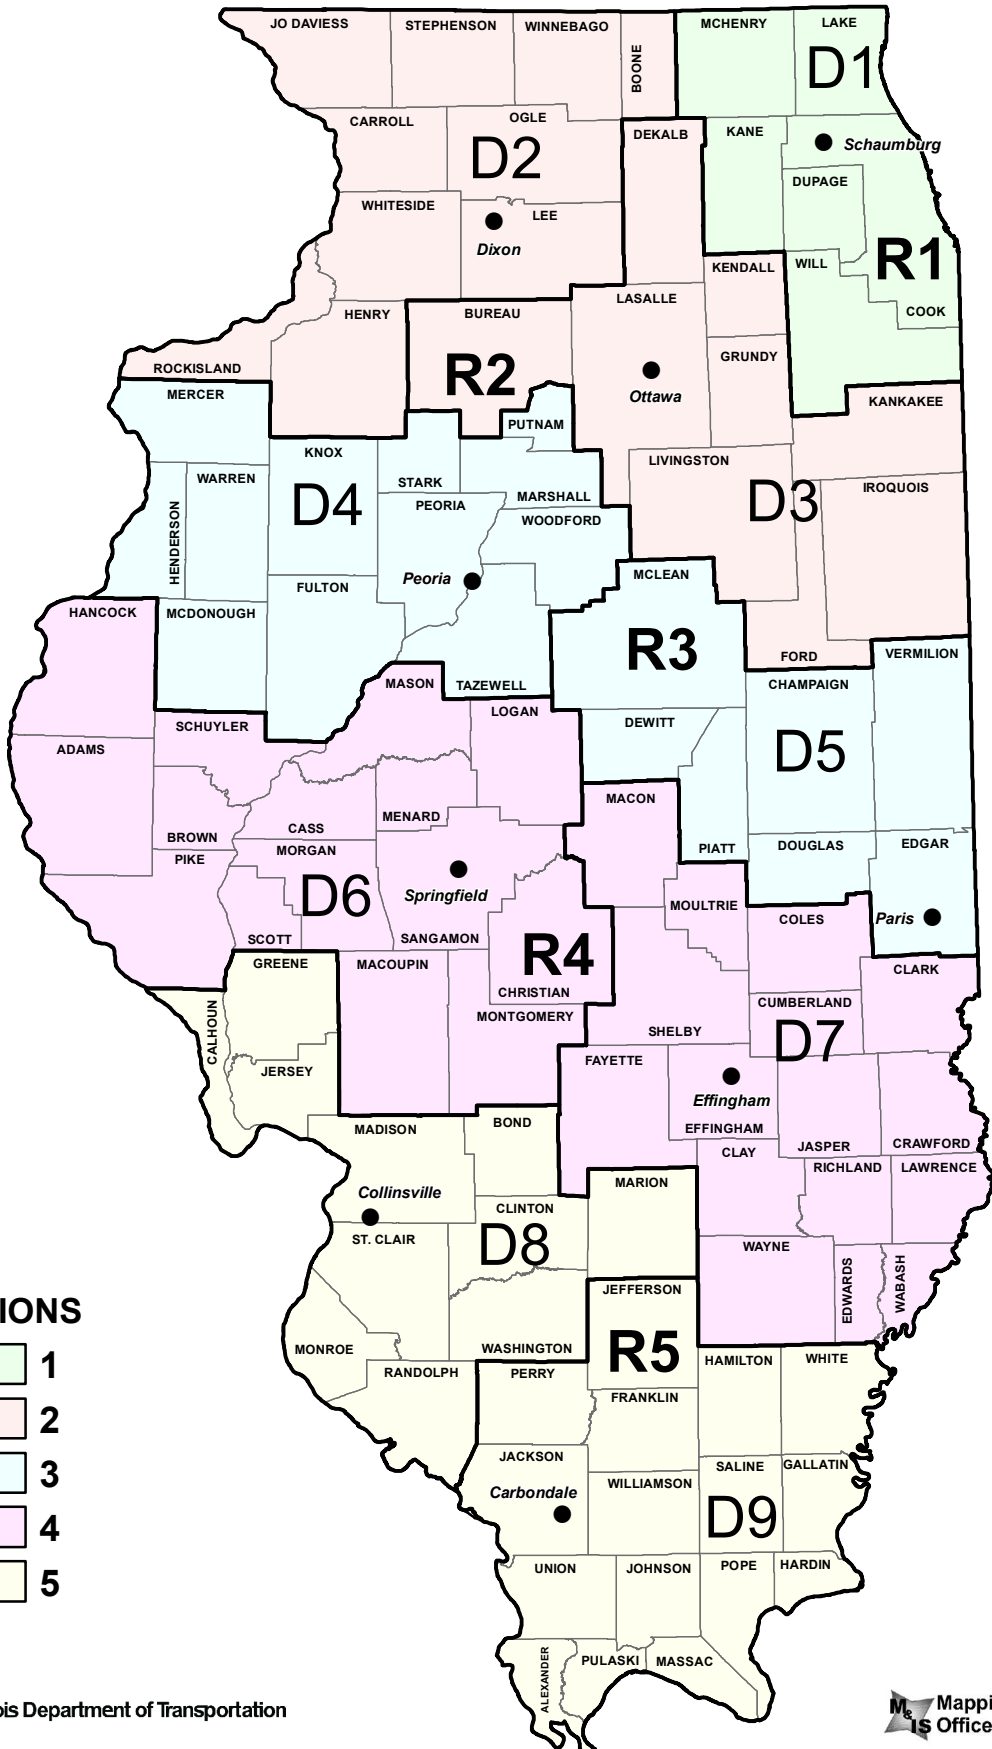 JO DAVIESS
STEPHENSON
WINNEBAGO
BOONE
MCHENRY
LAKE
D1
CARROLL
OGLE
D2
DEKALB
KANE
Schaumburg
DUPAGE
WHITESIDE
LEE
Dixon
R1
KENDALL
WILL
COOK
HENRY
BUREAU
LASALLE
ROCKISLAND
R2
GRUNDY
Ottawa
MERCER
KANKAKEE
PUTNAM
KNOX
STARK
LIVINGSTON
WARREN
D4
PEORIA
MARSHALL
D3
IROQUOIS
HENDERSON
WOODFORD
Peoria
MCLEAN
FULTON
HANCOCK
MCDONOUGH
R3
FORD
VERMILION
MASON
TAZEWELL
CHAMPAIGN
SCHUYLER
LOGAN
DEWITT
ADAMS
D5
MACON
MENARD
CASS
BROWN
PIATT
DOUGLAS
EDGAR
PIKE
MORGAN
D6
Springfield
MOULTRIE
COLES
Paris
SCOTT
SANGAMON
R4
GREENE
MACOUPIN
CHRISTIAN
CLARK
CALHOUN
MONTGOMERY
CUMBERLAND
SHELBY
D7
JERSEY
FAYETTE
Effingham
MADISON
BOND
EFFINGHAM
JASPER
CRAWFORD
CLAY
RICHLAND
LAWRENCE
Collinsville
MARION
CLINTON
ST. CLAIR
D8
WAYNE
EDWARDS
WABASH
JEFFERSON
IONS
MONROE
WASHINGTON
R5
HAMILTON
WHITE
1
RANDOLPH
PERRY
FRANKLIN
2
JACKSON
SALINE
GALLATIN
3
Carbondale
WILLIAMSON
D9
4
UNION
JOHNSON
POPE
HARDIN
5
ALEXANDER
PULASKI
MASSAC
ois Department of Transportation
M&IS
Mappi
Office